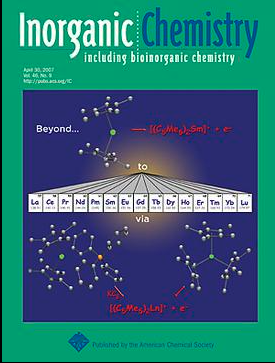 Inorganic Chemistry
including bioinorganic chemistry
April 30, 2007
Vol. 46, No. 9
http://pubs.acs.org/IC
Beyond...
[(C5Me5)2Sm]+ + e-
to
La Ce Pr Nd Pm Sm Eu Gd Tb Dy Ho Er Tm Yb Lu
via
[(C5Me5)2Ln]+ + e-
Published by the American Chemical Society